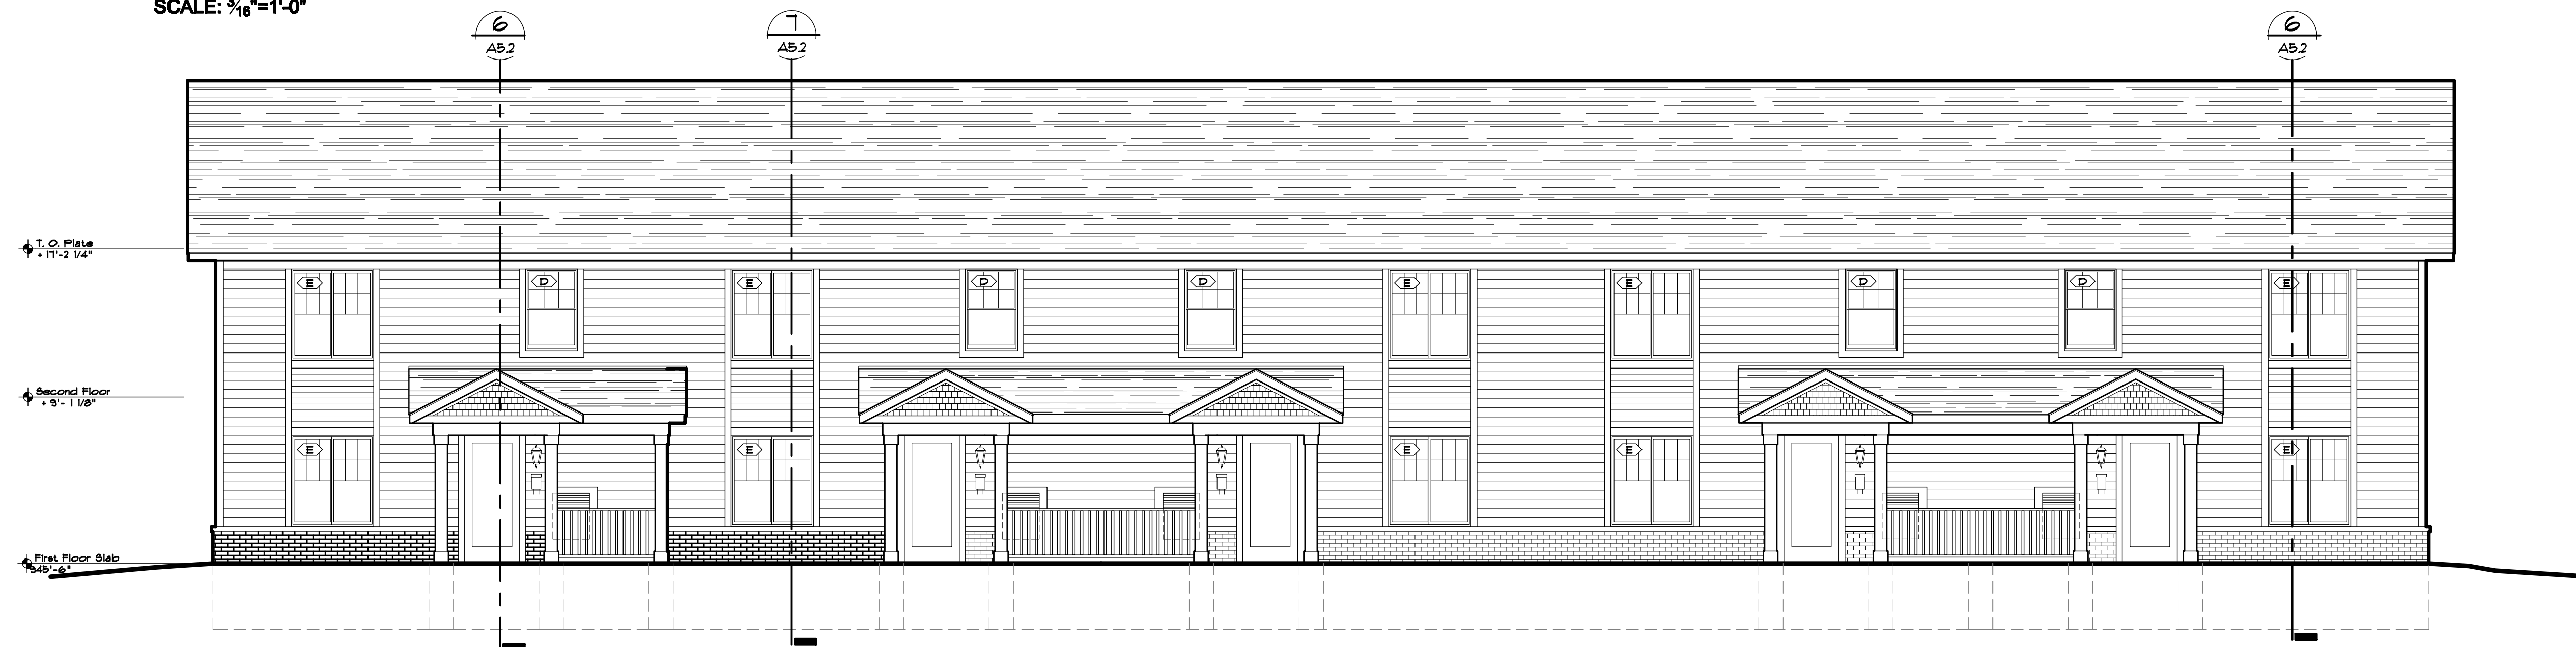 SCALE: 3/16"=1'-0"
6
A5.2
7
A5.2
6
A5.2
T. O. Plate
+ 17'-2 1/4"
E
D
E
D
D
E
E
D
D
E
Second Floor
+ 9'- 1 1/8"
E
E
E
E
E
First Floor Slab
345'-6"